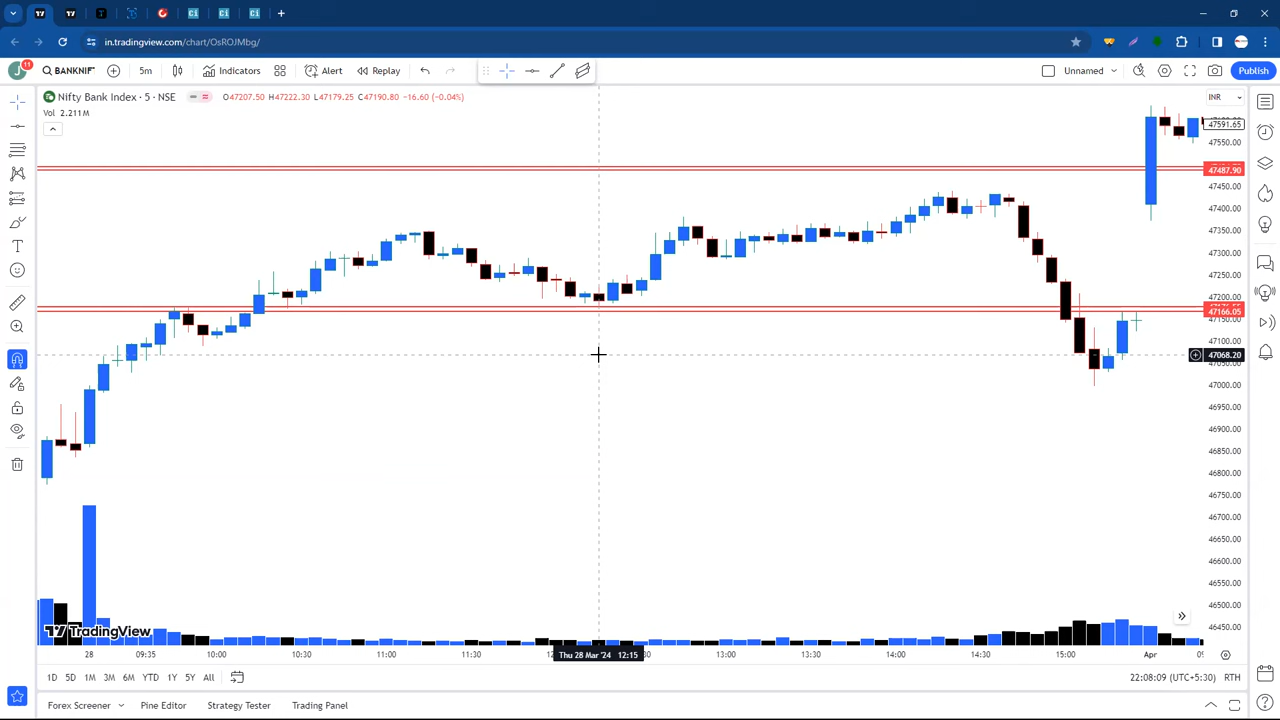 in.tradingview.com/chart/OsROJMbg/
BANKNIF
5m
Indicators
Alert
Replay
Unnamed
Publish
Nifty Bank Index · 5 · NSE
O47207.50 H47222.30 L47179.25 C47190.80 −16.60 (−0.04%)
Vol 2.211M
INR
47591.65
47550.00
47487.90
47450.00
47400.00
47350.00
47300.00
47250.00
47200.00
47166.05
47150.00
47100.00
47068.20
47000.00
46950.00
46900.00
46850.00
46800.00
46750.00
46700.00
46650.00
46600.00
46550.00
46500.00
46450.00
TradingView
28 09:35 10:00 10:30 11:00 11:30 Thu 28 Mar '24 12:15 13:00 13:30 14:00 14:30 15:00 Apr
1D 5D 1M 3M 6M YTD 1Y 5Y All
22:08:09 (UTC+5:30) RTH
Forex Screener Pine Editor Strategy Tester Trading Panel